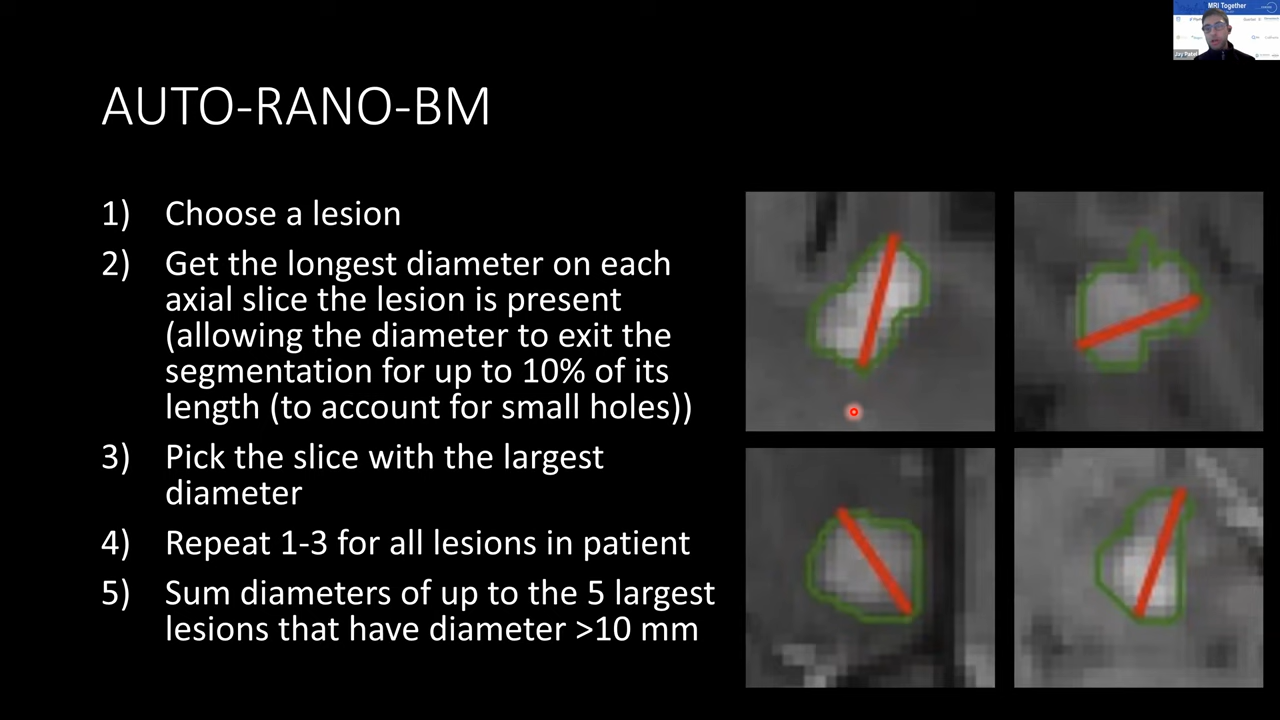 MRI Together
Jay Patel
AUTO-RANO-BM
1) Choose a lesion
2) Get the longest diameter on each
axial slice the lesion is present
(allowing the diameter to exit the
segmentation for up to 10% of its
length (to account for small holes))
3) Pick the slice with the largest
diameter
4) Repeat 1-3 for all lesions in patient
5) Sum diameters of up to the 5 largest
lesions that have diameter >10 mm